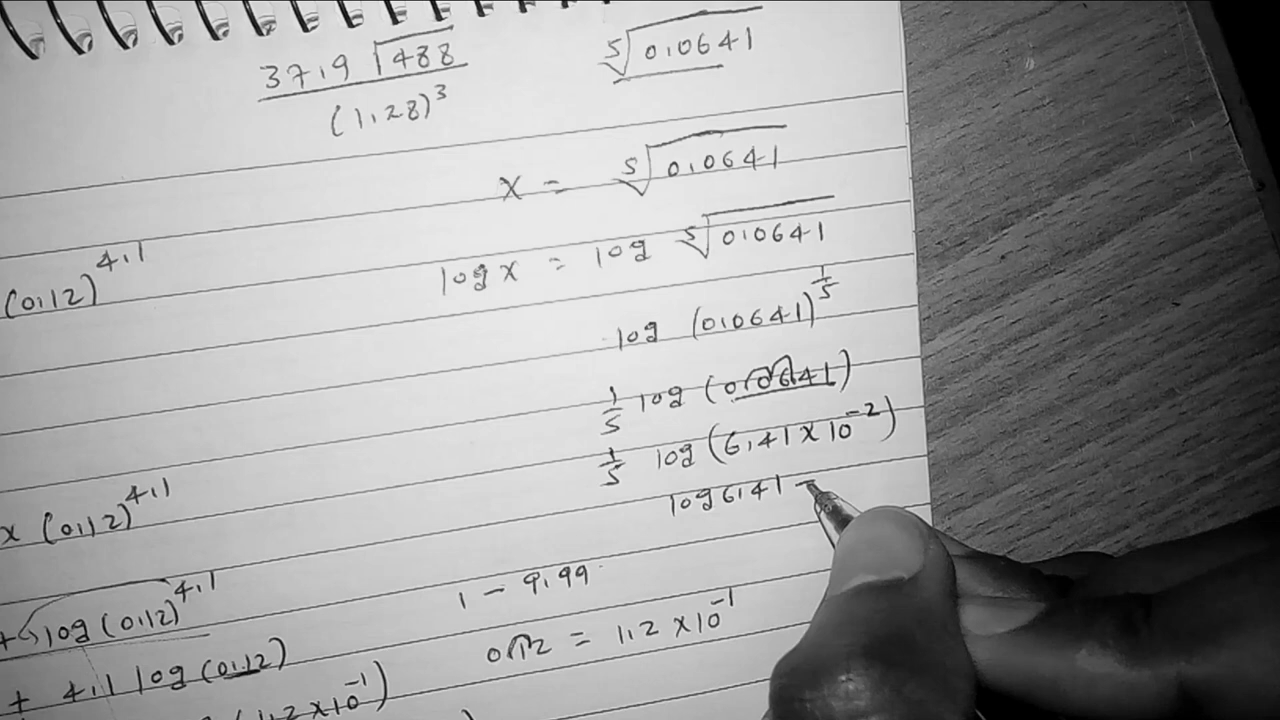 37.9 √488 / (1.28)³
⁵√0.0641
x = ⁵√0.0641
log x = log ⁵√0.0641
(0.12)^4.1
log (0.0641)^1/5
1/5 log (0.0641)
1/5 log (6.41 x 10^-2)
log 6.41 -
x (0.12)^4.1
1 - 9.99
+ log (0.12)^4.1
0.12 = 1.2 x 10^-1
+ 4.1 log (0.12)
(1.2 x 10^-1)